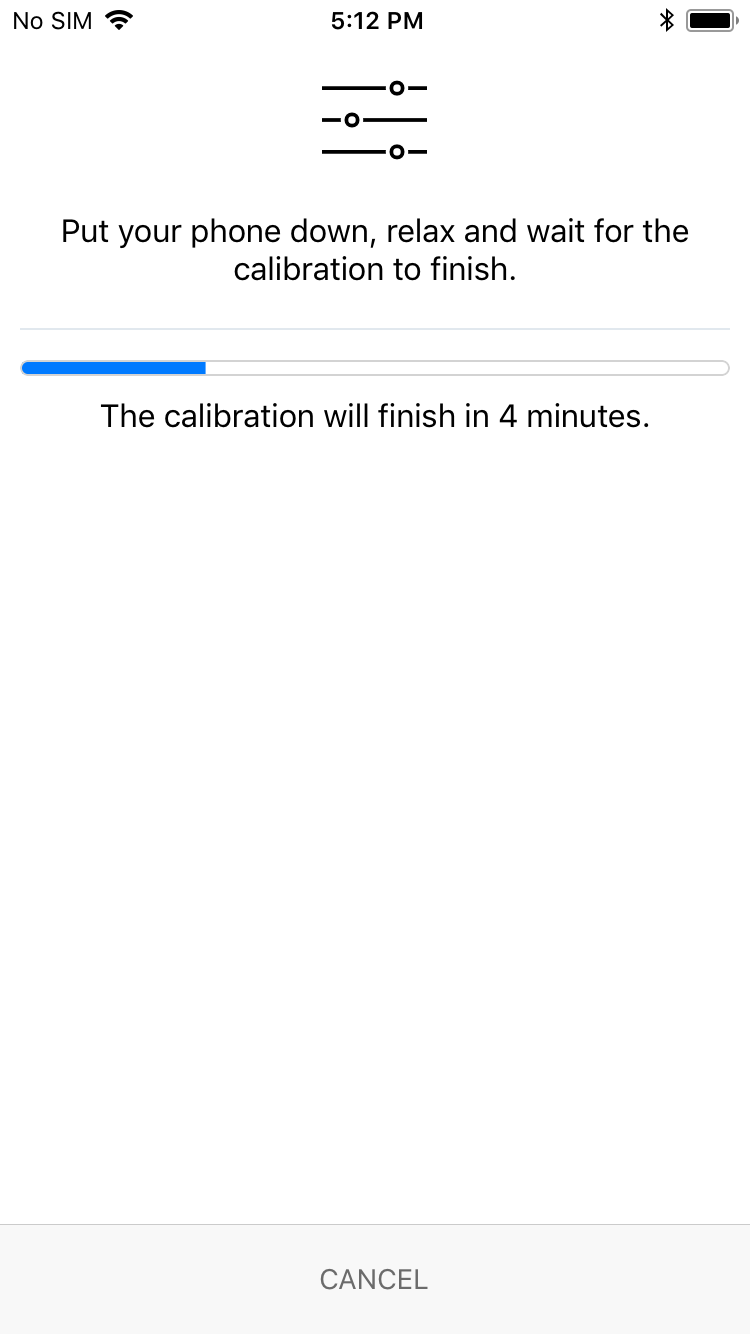 No SIM 5:12 PM
Put your phone down, relax and wait for the
calibration to finish.
The calibration will finish in 4 minutes.
CANCEL